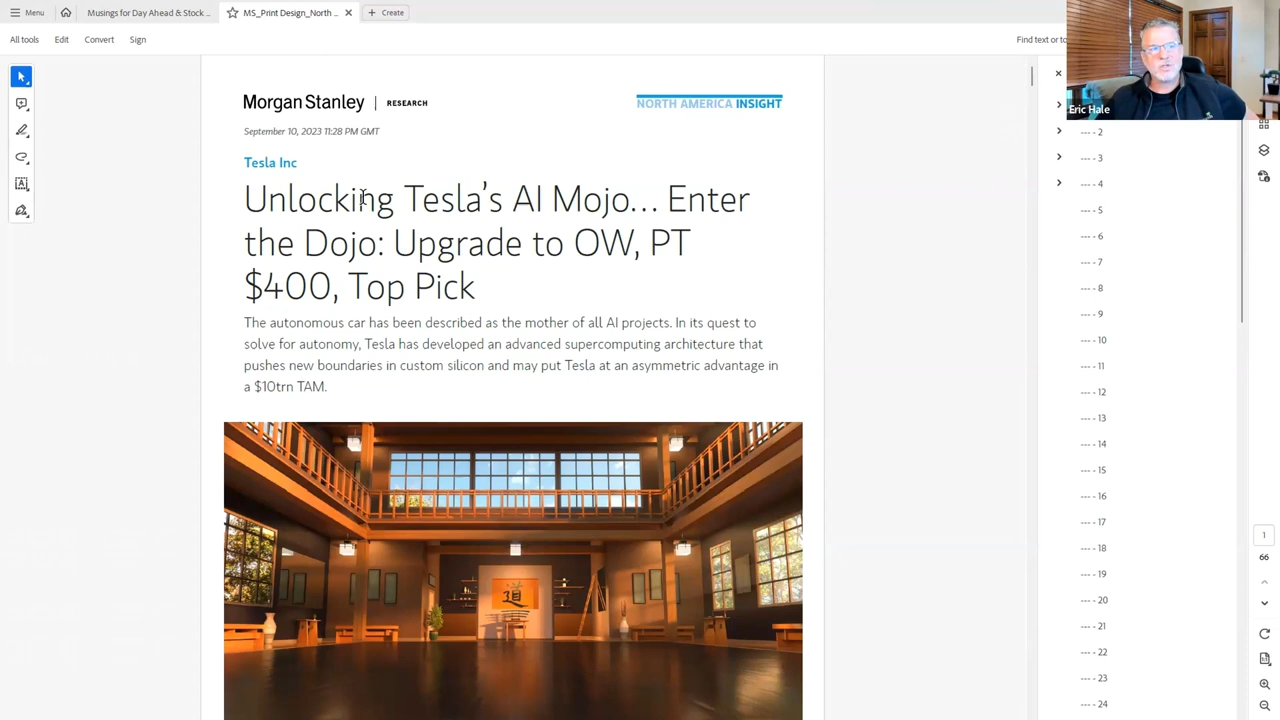 Menu
Musings for Day Ahead & Stock ...
MS_Print Design_North ...
Create
All tools
Edit
Convert
Sign
Find text or to
Eric Hale
Morgan Stanley | RESEARCH
NORTH AMERICA INSIGHT
September 10, 2023 11:28 PM GMT
Tesla Inc
Unlocking Tesla's AI Mojo... Enter
the Dojo: Upgrade to OW, PT
$400, Top Pick
The autonomous car has been described as the mother of all AI projects. In its quest to
solve for autonomy, Tesla has developed an advanced supercomputing architecture that
pushes new boundaries in custom silicon and may put Tesla at an asymmetric advantage in
a $10trn TAM.
道
--- - 2
--- - 3
--- - 4
--- - 5
--- - 6
--- - 7
--- - 8
--- - 9
--- - 10
--- - 11
--- - 12
--- - 13
--- - 14
--- - 15
--- - 16
--- - 17
--- - 18
--- - 19
--- - 20
--- - 21
--- - 22
--- - 23
--- - 24
1
66